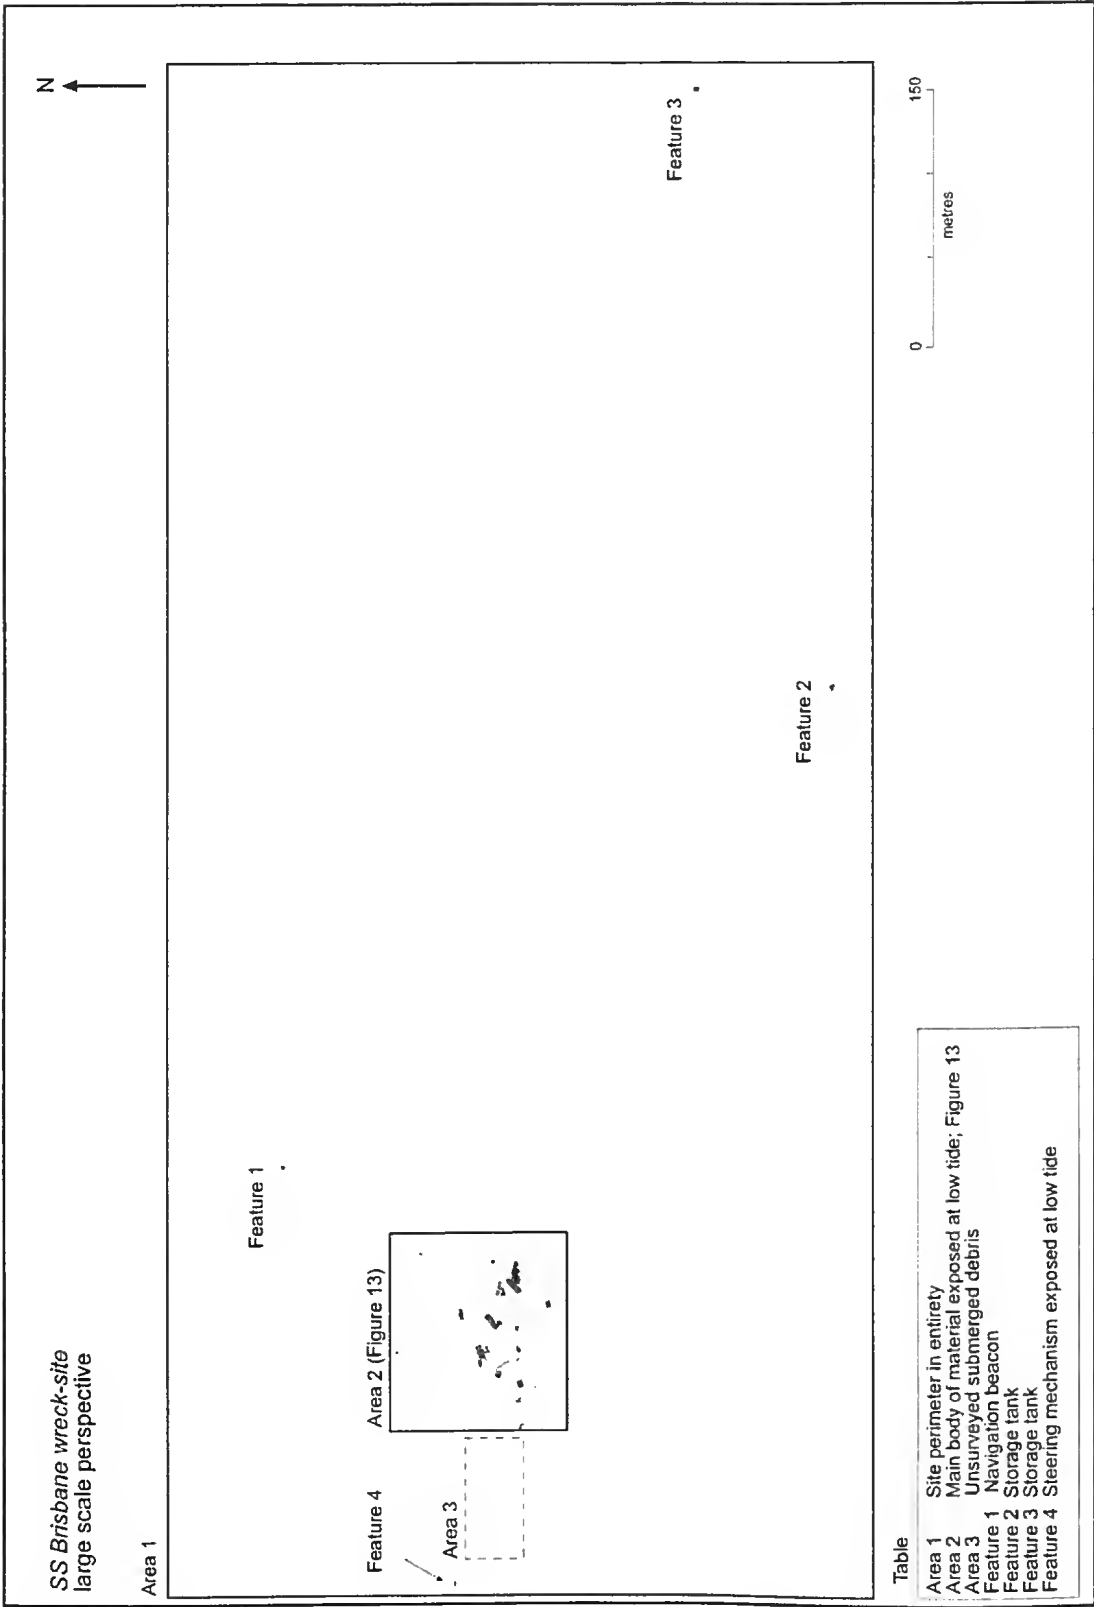 SS Brisbane wreck-site
large scale perspective
N
Area 1
Feature 1
Feature 4
Area 2 (Figure 13)
Area 3
Feature 3
Feature 2
0
150
metres
Table
Area 1 Site perimeter in entirety
Area 2 Main body of material exposed at low tide; Figure 13
Area 3 Unsurveyed submerged debris
Feature 1 Navigation beacon
Feature 2 Storage tank
Feature 3 Storage tank
Feature 4 Steering mechanism exposed at low tide